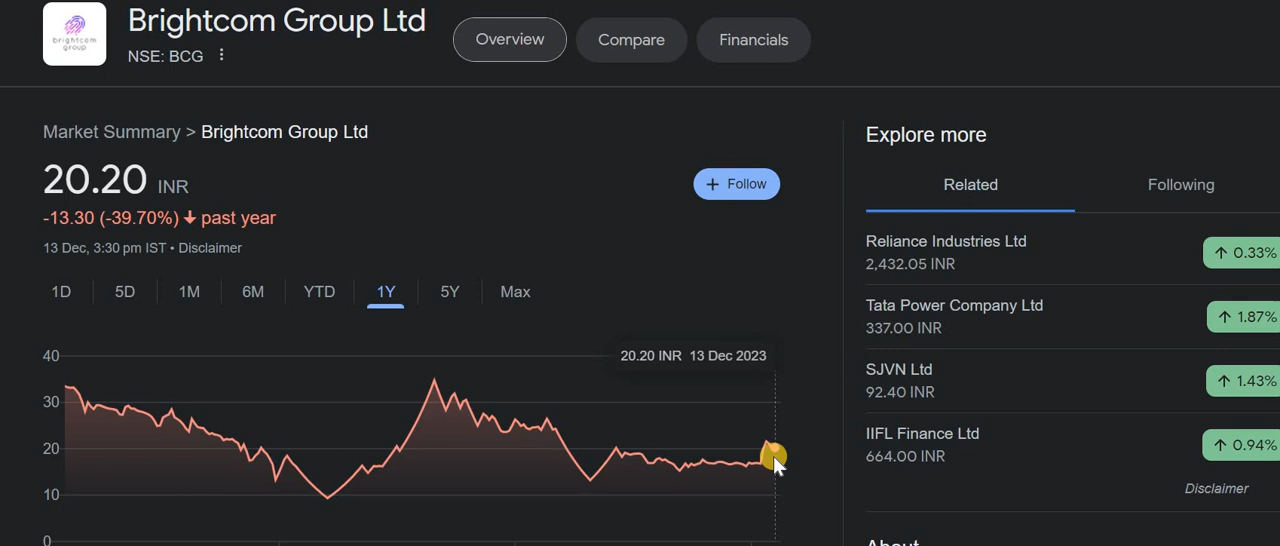 Brightcom Group Ltd
brightcom
group
NSE: BCG
Overview
Compare
Financials
Market Summary > Brightcom Group Ltd
20.20 INR
+ Follow
-13.30 (-39.70%) ↓ past year
13 Dec, 3:30 pm IST • Disclaimer
1D 5D 1M 6M YTD 1Y 5Y Max
20.20 INR 13 Dec 2023
40
30
20
10
0
Explore more
Related Following
Reliance Industries Ltd
2,432.05 INR
↑ 0.33%
Tata Power Company Ltd
337.00 INR
↑ 1.87%
SJVN Ltd
92.40 INR
↑ 1.43%
IIFL Finance Ltd
664.00 INR
↑ 0.94%
Disclaimer
About